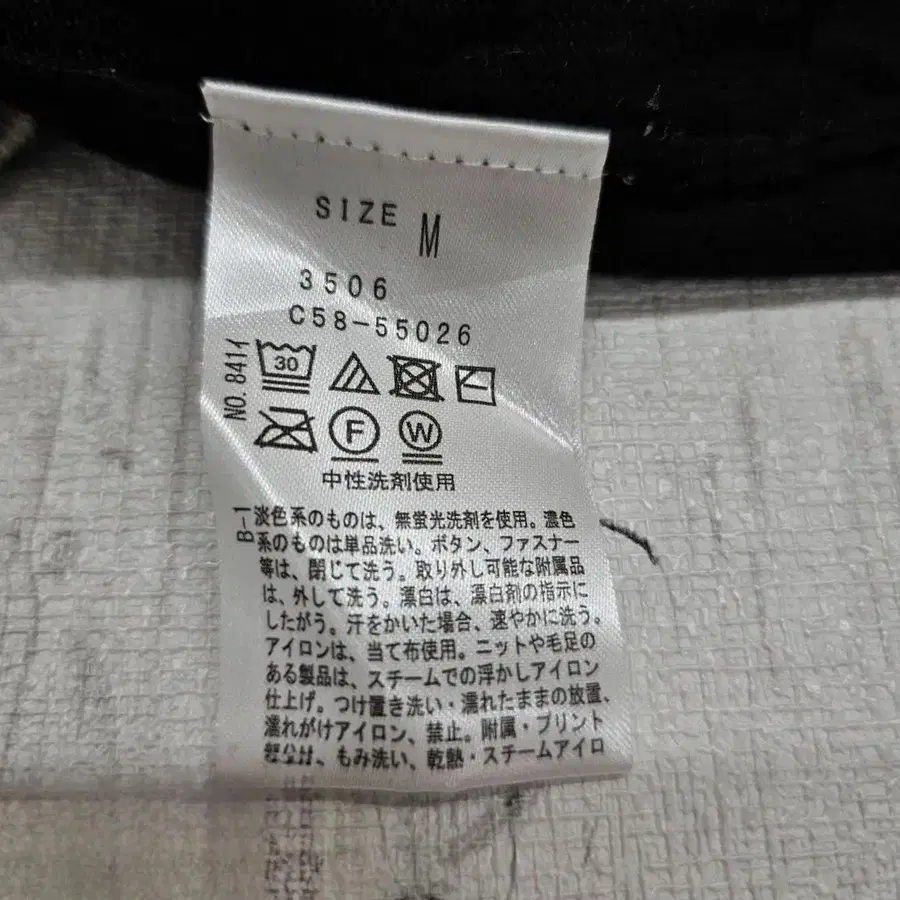 SIZE M
3506
C58-55026
NO. 8414
30
F W
中性洗剤使用
B-1
淡色系のものは、無蛍光洗剤を使用。濃色
系のものは単品洗い。ボタン、ファスナー
等は、閉じて洗う。取り外し可能な附属品
は、外して洗う。漂白は、漂白剤の指示に
したがう。汗をかいた場合、速やかに洗う。
アイロンは、当て布使用。ニットや毛足の
ある製品は、スチームでの浮かしアイロン
仕上げ。つけ置き洗い・濡れたままの放置、
濡れがけアイロン、禁止。附属・プリント
部分は、もみ洗い、乾熱・スチームアイロ